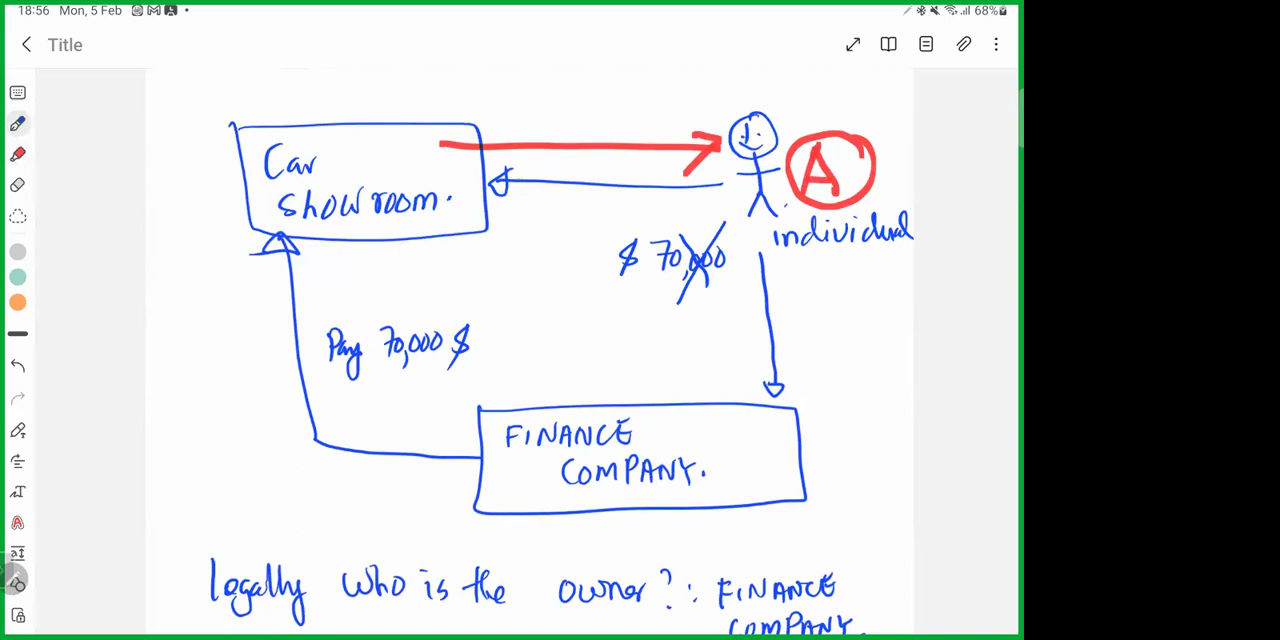 18:56 Mon, 5 Feb
68%
Title
Car
showroom.
A
individual
$ 70,000
Pay 70,000 $
FINANCE
COMPANY.
legally who is the owner? : FINANCE
COMPANY.